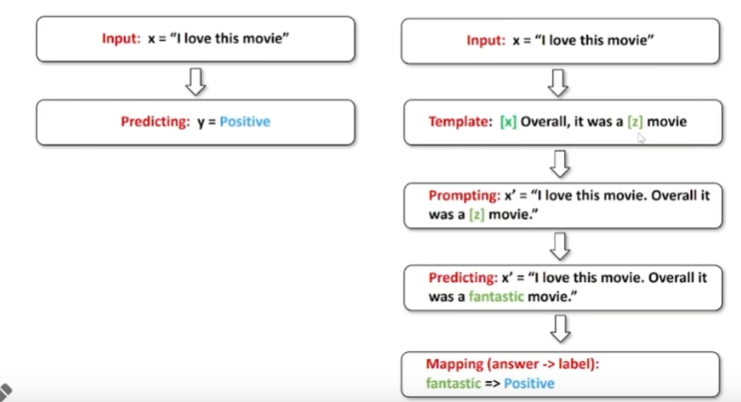 Input: x = “I love this movie”
Predicting: y = Positive
Input: x = “I love this movie”
Template: [x] Overall, it was a [z] movie
Prompting: x’ = “I love this movie. Overall it
was a [z] movie.”
Predicting: x’ = “I love this movie. Overall it
was a fantastic movie.”
Mapping (answer -> label):
fantastic => Positive